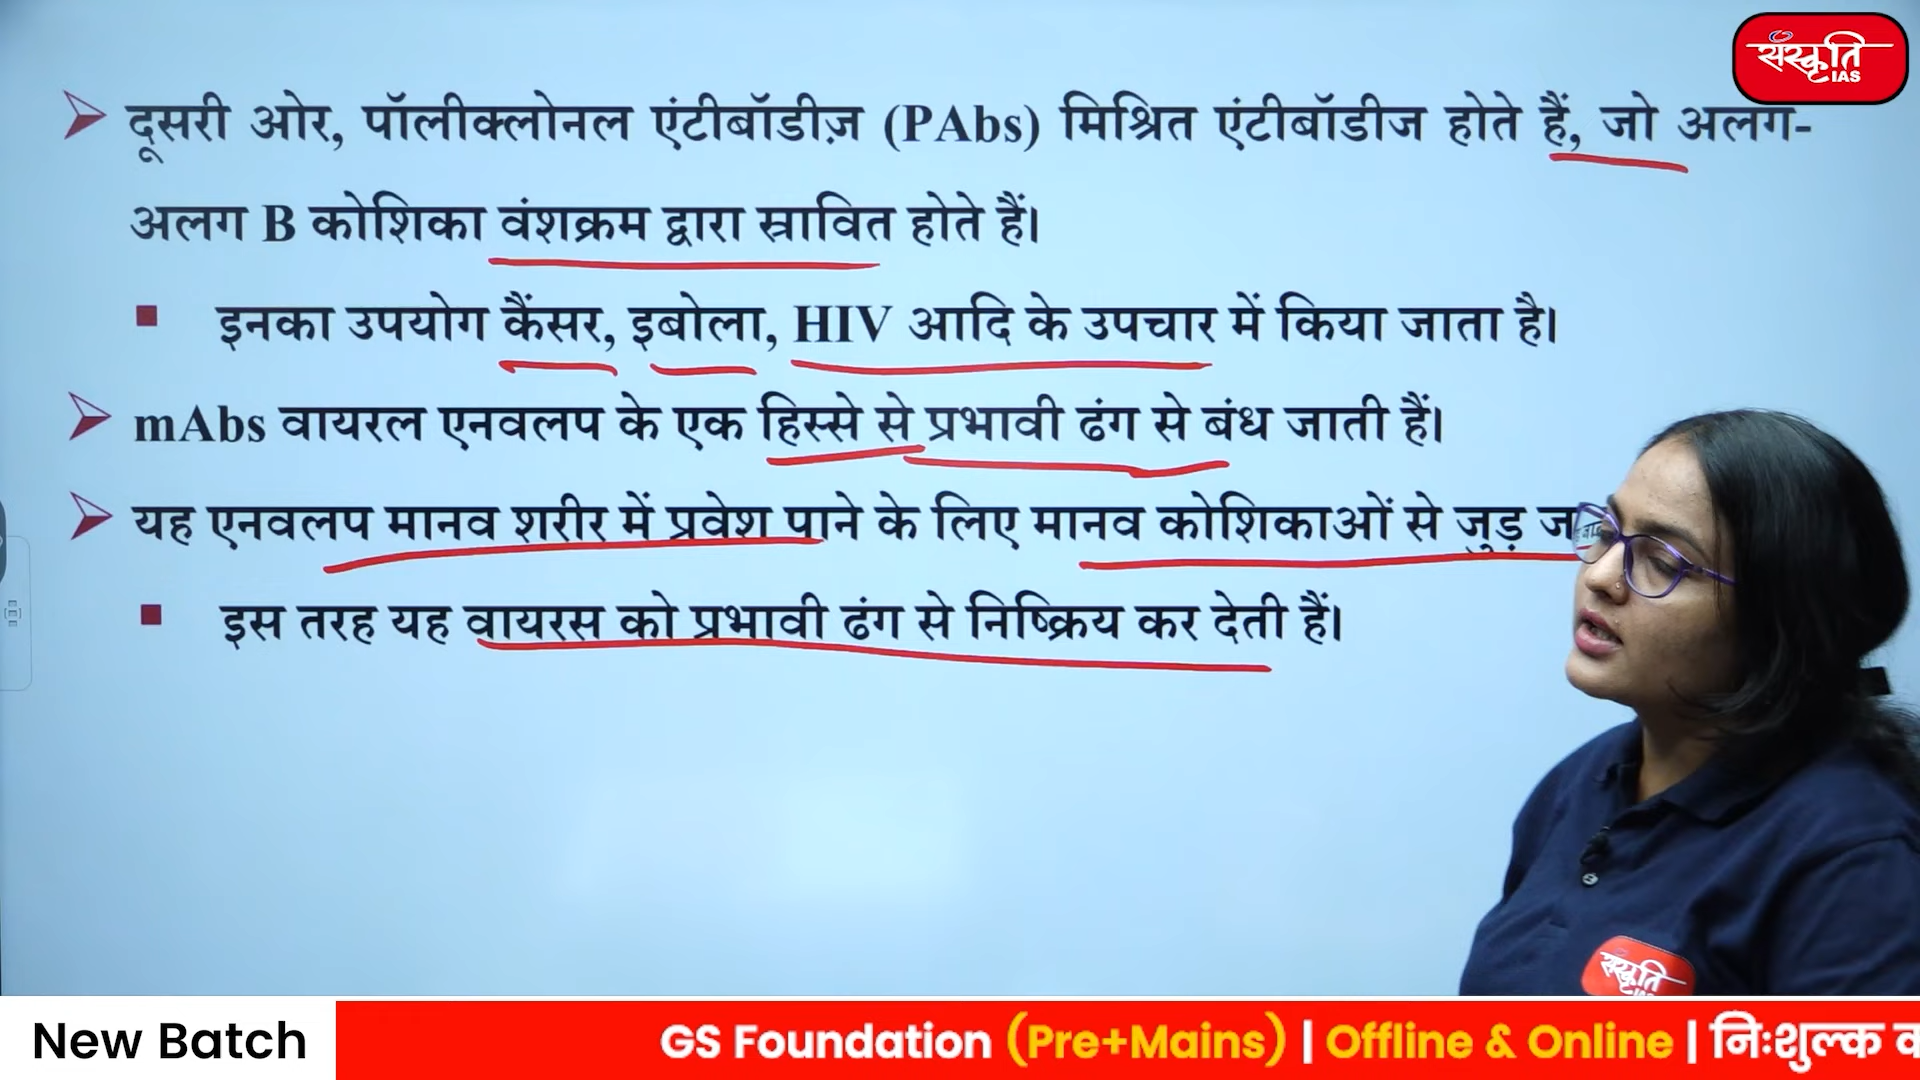 संस्कृति
IAS
दूसरी ओर, पॉलीक्लोनल एंटीबॉडीज़ (PAbs) मिश्रित एंटीबॉडीज होते हैं, जो अलग-
अलग B कोशिका वंशक्रम द्वारा स्रावित होते हैं।
इनका उपयोग कैंसर, इबोला, HIV आदि के उपचार में किया जाता है।
mAbs वायरल एनवलप के एक हिस्से से प्रभावी ढंग से बंध जाती हैं।
यह एनवलप मानव शरीर में प्रवेश पाने के लिए मानव कोशिकाओं से जुड़
इस तरह यह वायरस को प्रभावी ढंग से निष्क्रिय कर देती हैं।
संस्कृति
New Batch
GS Foundation (Pre+Mains) | Offline & Online | निःशुल्क